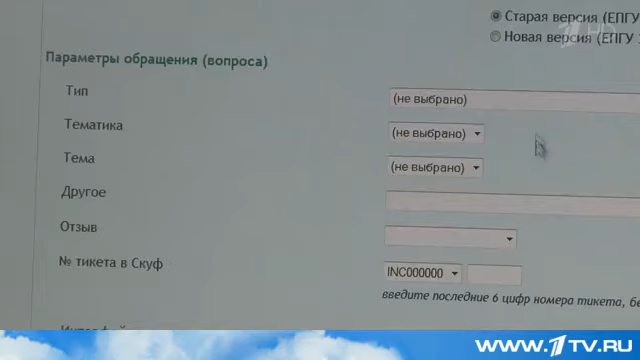 Старая версия (ЕПГУ
Новая версия (ЕПГУ
Параметры обращения (вопроса)
Тип (не выбрано)
Тематика (не выбрано)
Тема (не выбрано)
Другое
Отзыв
№ тикета в Скуф INC000000
введите последние 6 цифр номера тикета, бе
WWW.1TV.RU